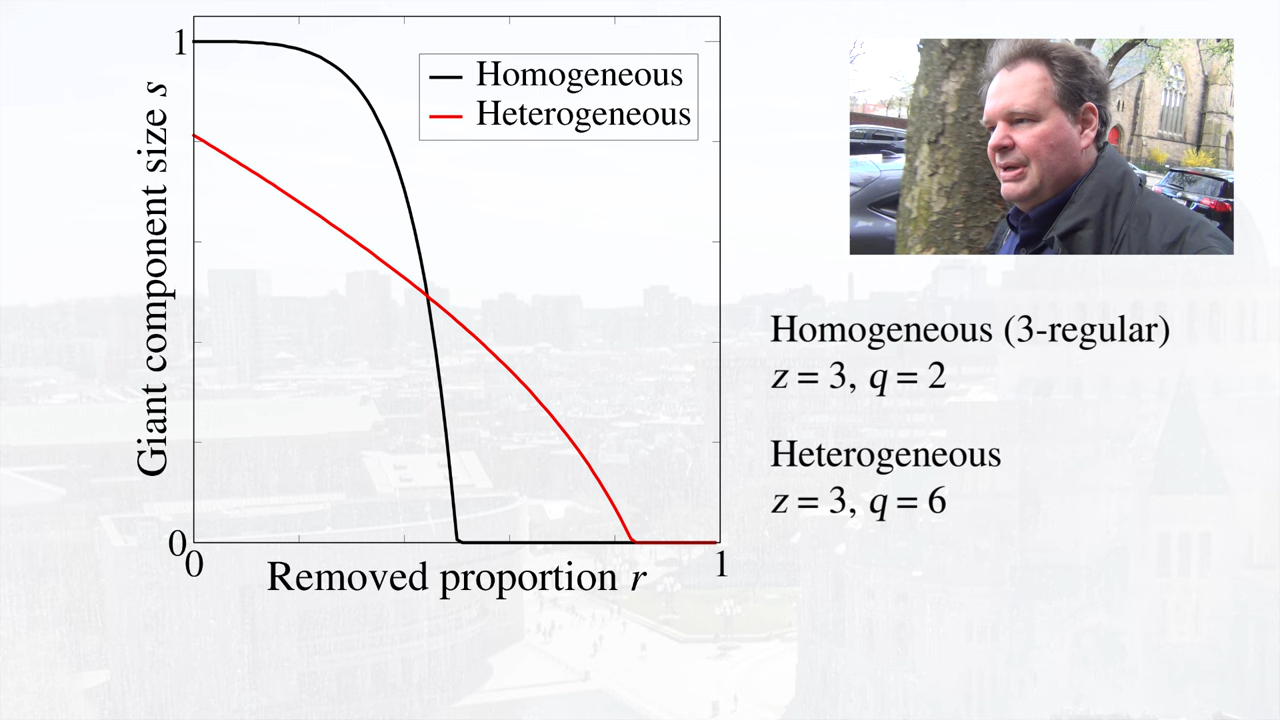 1
Giant component size s
0
0
Removed proportion r
1
Homogeneous
Heterogeneous
Homogeneous (3-regular)
z = 3, q = 2
Heterogeneous
z = 3, q = 6